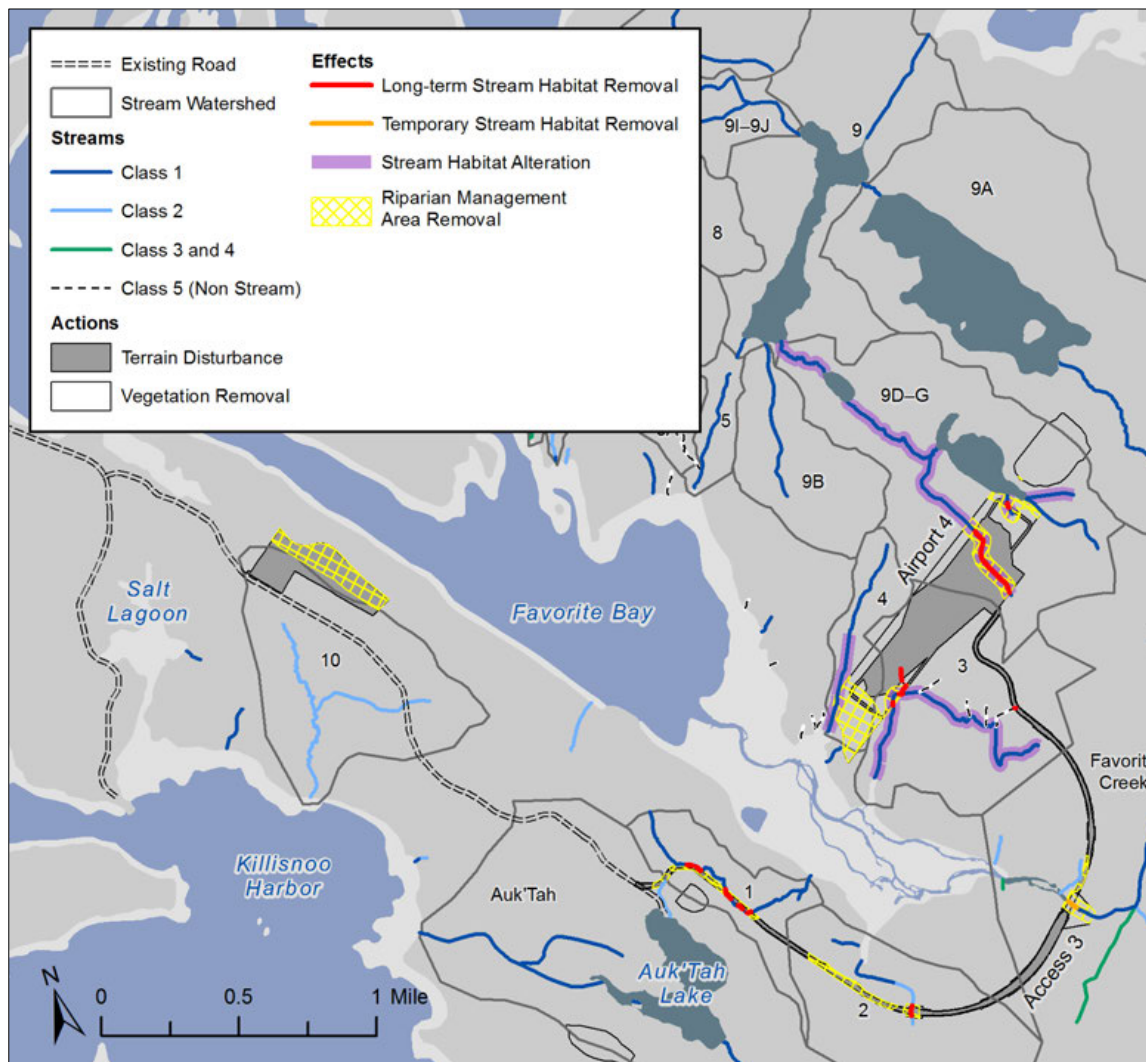 Existing Road
Stream Watershed
Streams
Class 1
Class 2
Class 3 and 4
Class 5 (Non Stream)
Actions
Terrain Disturbance
Vegetation Removal
Effects
Long-term Stream Habitat Removal
Temporary Stream Habitat Removal
Stream Habitat Alteration
Riparian Management
Area Removal
9I–9J
9
9A
8
9D–G
5
9B
Airport 4
4
3
Salt
Lagoon
Favorite Bay
10
Favorit
Creek
Killisnoo
Harbor
Auk'Tah
1
Auk'Tah
Lake
Access 3
2
N
0
0.5
1 Mile